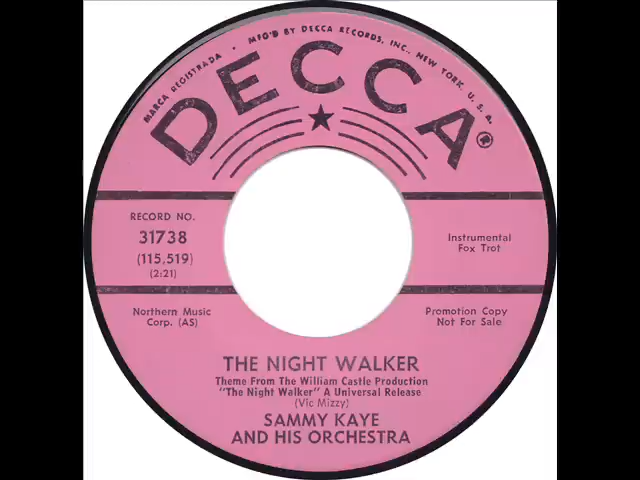 MARCA REGISTRADA • MFG'D BY DECCA RECORDS, INC., NEW YORK, U. S. A.
DECCA®
RECORD NO.
31738
(115,519)
(2:21)
Instrumental
Fox Trot
Northern Music
Corp. (AS)
Promotion Copy
Not For Sale
THE NIGHT WALKER
Theme From The William Castle Production
"The Night Walker" A Universal Release
(Vic Mizzy)
SAMMY KAYE
AND HIS ORCHESTRA